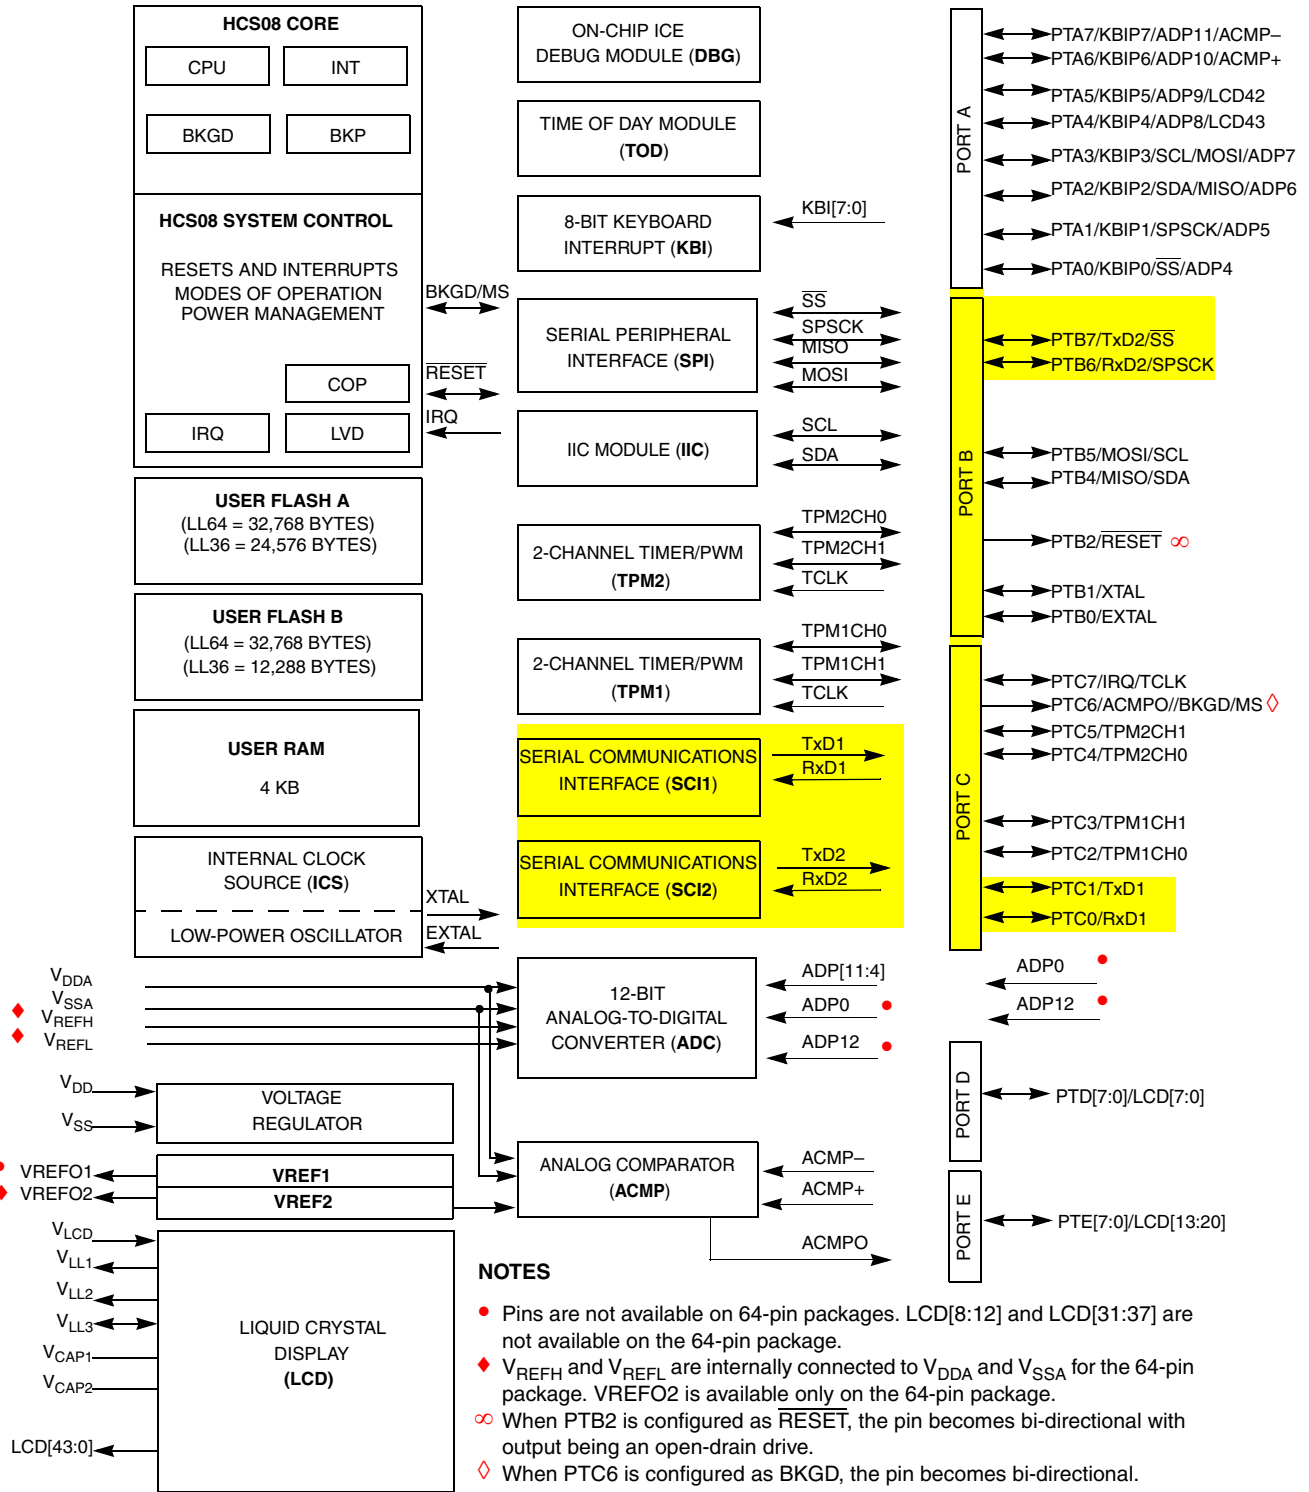 HCS08 CORE
CPU
INT
BKGD
BKP
HCS08 SYSTEM CONTROL
RESETS AND INTERRUPTS
MODES OF OPERATION
POWER MANAGEMENT
COP
IRQ
LVD
BKGD/MS
RESET
IRQ
USER FLASH A
(LL64 = 32,768 BYTES)
(LL36 = 24,576 BYTES)
USER FLASH B
(LL64 = 32,768 BYTES)
(LL36 = 12,288 BYTES)
USER RAM
4 KB
INTERNAL CLOCK
SOURCE (ICS)
LOW-POWER OSCILLATOR
XTAL
EXTAL
VDDA
VSSA
♦ VREFH
♦ VREFL
VDD
VSS
VOLTAGE
REGULATOR
• VREFO1
♦ VREFO2
VREF1
VREF2
VLCD
VLL1
VLL2
VLL3
VCAP1
VCAP2
LCD[43:0]
LIQUID CRYSTAL
DISPLAY
(LCD)
ON-CHIP ICE
DEBUG MODULE (DBG)
TIME OF DAY MODULE
(TOD)
8-BIT KEYBOARD
INTERRUPT (KBI)
KBI[7:0]
SERIAL PERIPHERAL
INTERFACE (SPI)
SS
SPSCK
MISO
MOSI
IIC MODULE (IIC)
SCL
SDA
2-CHANNEL TIMER/PWM
(TPM2)
TPM2CH0
TPM2CH1
TCLK
2-CHANNEL TIMER/PWM
(TPM1)
TPM1CH0
TPM1CH1
TCLK
SERIAL COMMUNICATIONS
INTERFACE (SCI1)
TxD1
RxD1
SERIAL COMMUNICATIONS
INTERFACE (SCI2)
TxD2
RxD2
12-BIT
ANALOG-TO-DIGITAL
CONVERTER (ADC)
ADP[11:4]
ADP0 •
ADP12 •
ANALOG COMPARATOR
(ACMP)
ACMP–
ACMP+
ACMPO
PORT A
PTA7/KBIP7/ADP11/ACMP–
PTA6/KBIP6/ADP10/ACMP+
PTA5/KBIP5/ADP9/LCD42
PTA4/KBIP4/ADP8/LCD43
PTA3/KBIP3/SCL/MOSI/ADP7
PTA2/KBIP2/SDA/MISO/ADP6
PTA1/KBIP1/SPSCK/ADP5
PTA0/KBIP0/SS/ADP4
PORT B
PTB7/TxD2/SS
PTB6/RxD2/SPSCK
PTB5/MOSI/SCL
PTB4/MISO/SDA
PTB2/RESET ∞
PTB1/XTAL
PTB0/EXTAL
PORT C
PTC7/IRQ/TCLK
PTC6/ACMPO//BKGD/MS ◊
PTC5/TPM2CH1
PTC4/TPM2CH0
PTC3/TPM1CH1
PTC2/TPM1CH0
PTC1/TxD1
PTC0/RxD1
ADP0 •
ADP12 •
PORT D
PTD[7:0]/LCD[7:0]
PORT E
PTE[7:0]/LCD[13:20]
NOTES
• Pins are not available on 64-pin packages. LCD[8:12] and LCD[31:37] are
not available on the 64-pin package.
♦ VREFH and VREFL are internally connected to VDDA and VSSA for the 64-pin
package. VREFO2 is available only on the 64-pin package.
∞ When PTB2 is configured as RESET, the pin becomes bi-directional with
output being an open-drain drive.
◊ When PTC6 is configured as BKGD, the pin becomes bi-directional.